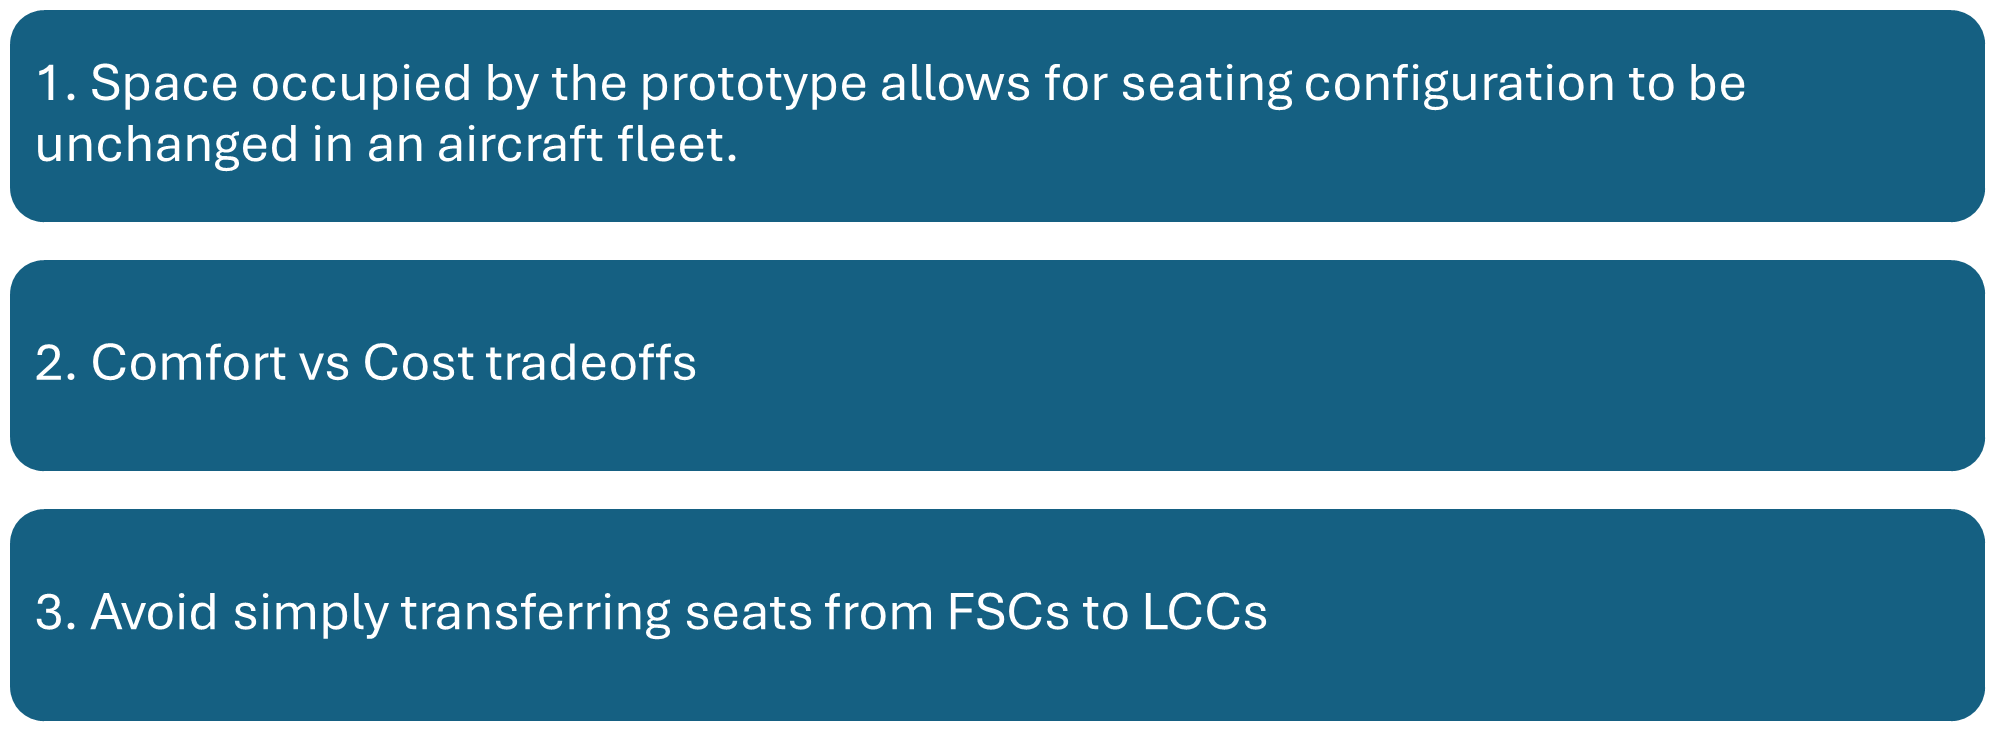 1. Space occupied by the prototype allows for seating configuration to be
unchanged in an aircraft fleet.
2. Comfort vs Cost tradeoffs
3. Avoid simply transferring seats from FSCs to LCCs